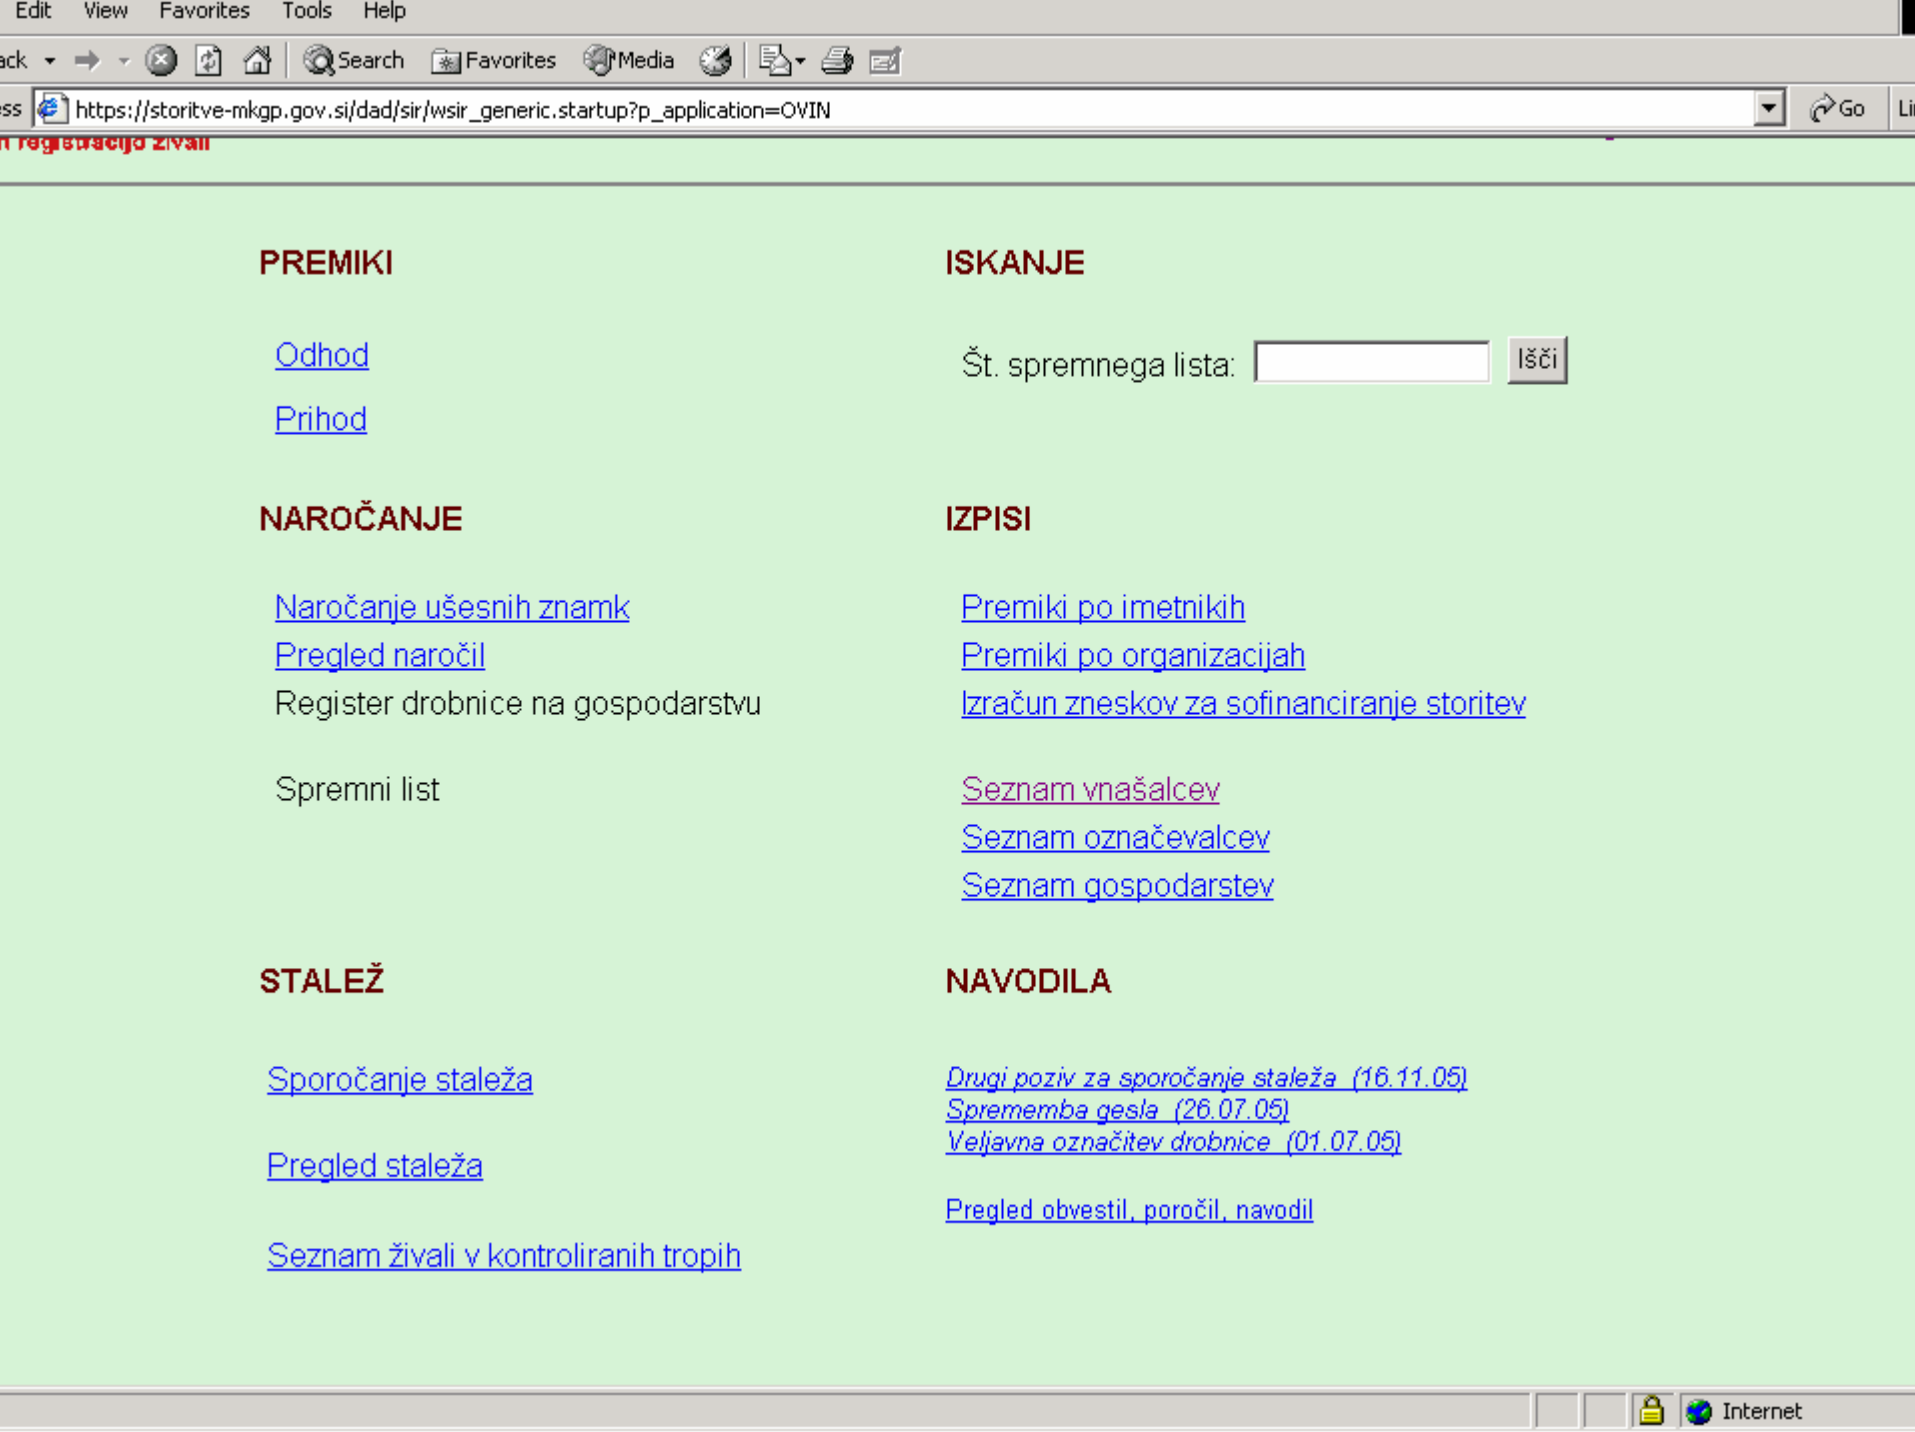 Edit View Favorites Tools Help
Search Favorites Media
https://storitve-mkgp.gov.si/dad/sir/wsir_generic.startup?p_application=OVIN Go
registracijo živali
PREMIKI
Odhod
Prihod
ISKANJE
Št. spremnega lista: Išči
NAROČANJE
Naročanje ušesnih znamk
Pregled naročil
Register drobnice na gospodarstvu
Spremni list
IZPISI
Premiki po imetnikih
Premiki po organizacijah
Izračun zneskov za sofinanciranje storitev
Seznam vnašalcev
Seznam označevalcev
Seznam gospodarstev
STALEŽ
Sporočanje staleža
Pregled staleža
Seznam živali v kontroliranih tropih
NAVODILA
Drugi poziv za sporočanje staleža (16.11.05)
Sprememba gesla (26.07.05)
Veljavna označitev drobnice (01.07.05)
Pregled obvestil, poročil, navodil
Internet